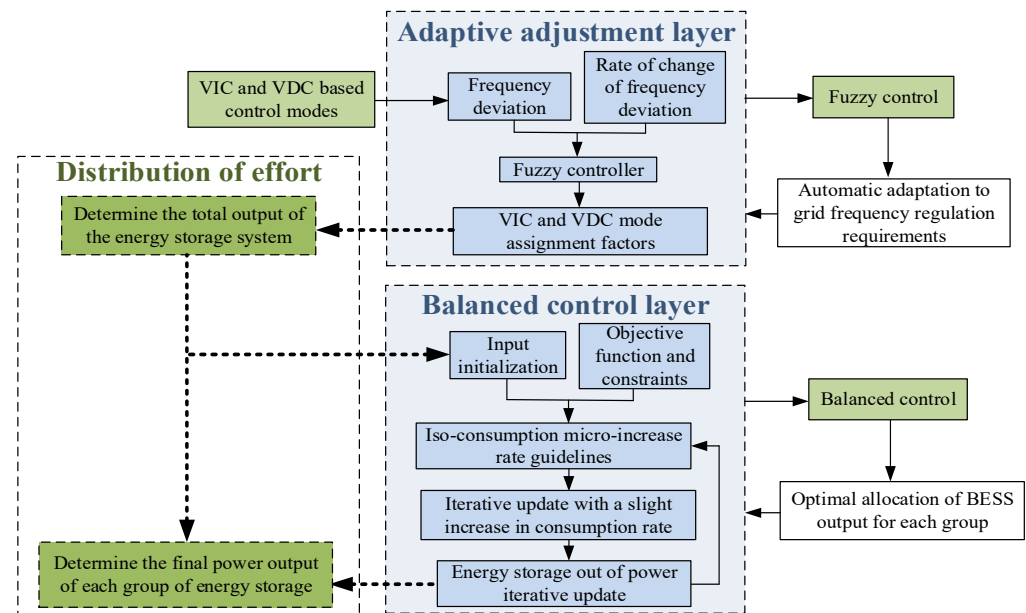 Adaptive adjustment layer
VIC and VDC based
control modes
Frequency
deviation
Rate of change
of frequency
deviation
Fuzzy control
Fuzzy controller
VIC and VDC mode
assignment factors
Automatic adaptation to
grid frequency regulation
requirements
Distribution of effort
Determine the total output of
the energy storage system
Balanced control layer
Input
initialization
Objective
function and
constraints
Balanced control
Iso-consumption micro-increase
rate guidelines
Iterative update with a slight
increase in consumption rate
Energy storage out of power
iterative update
Optimal allocation of BESS
output for each group
Determine the final power output
of each group of energy storage